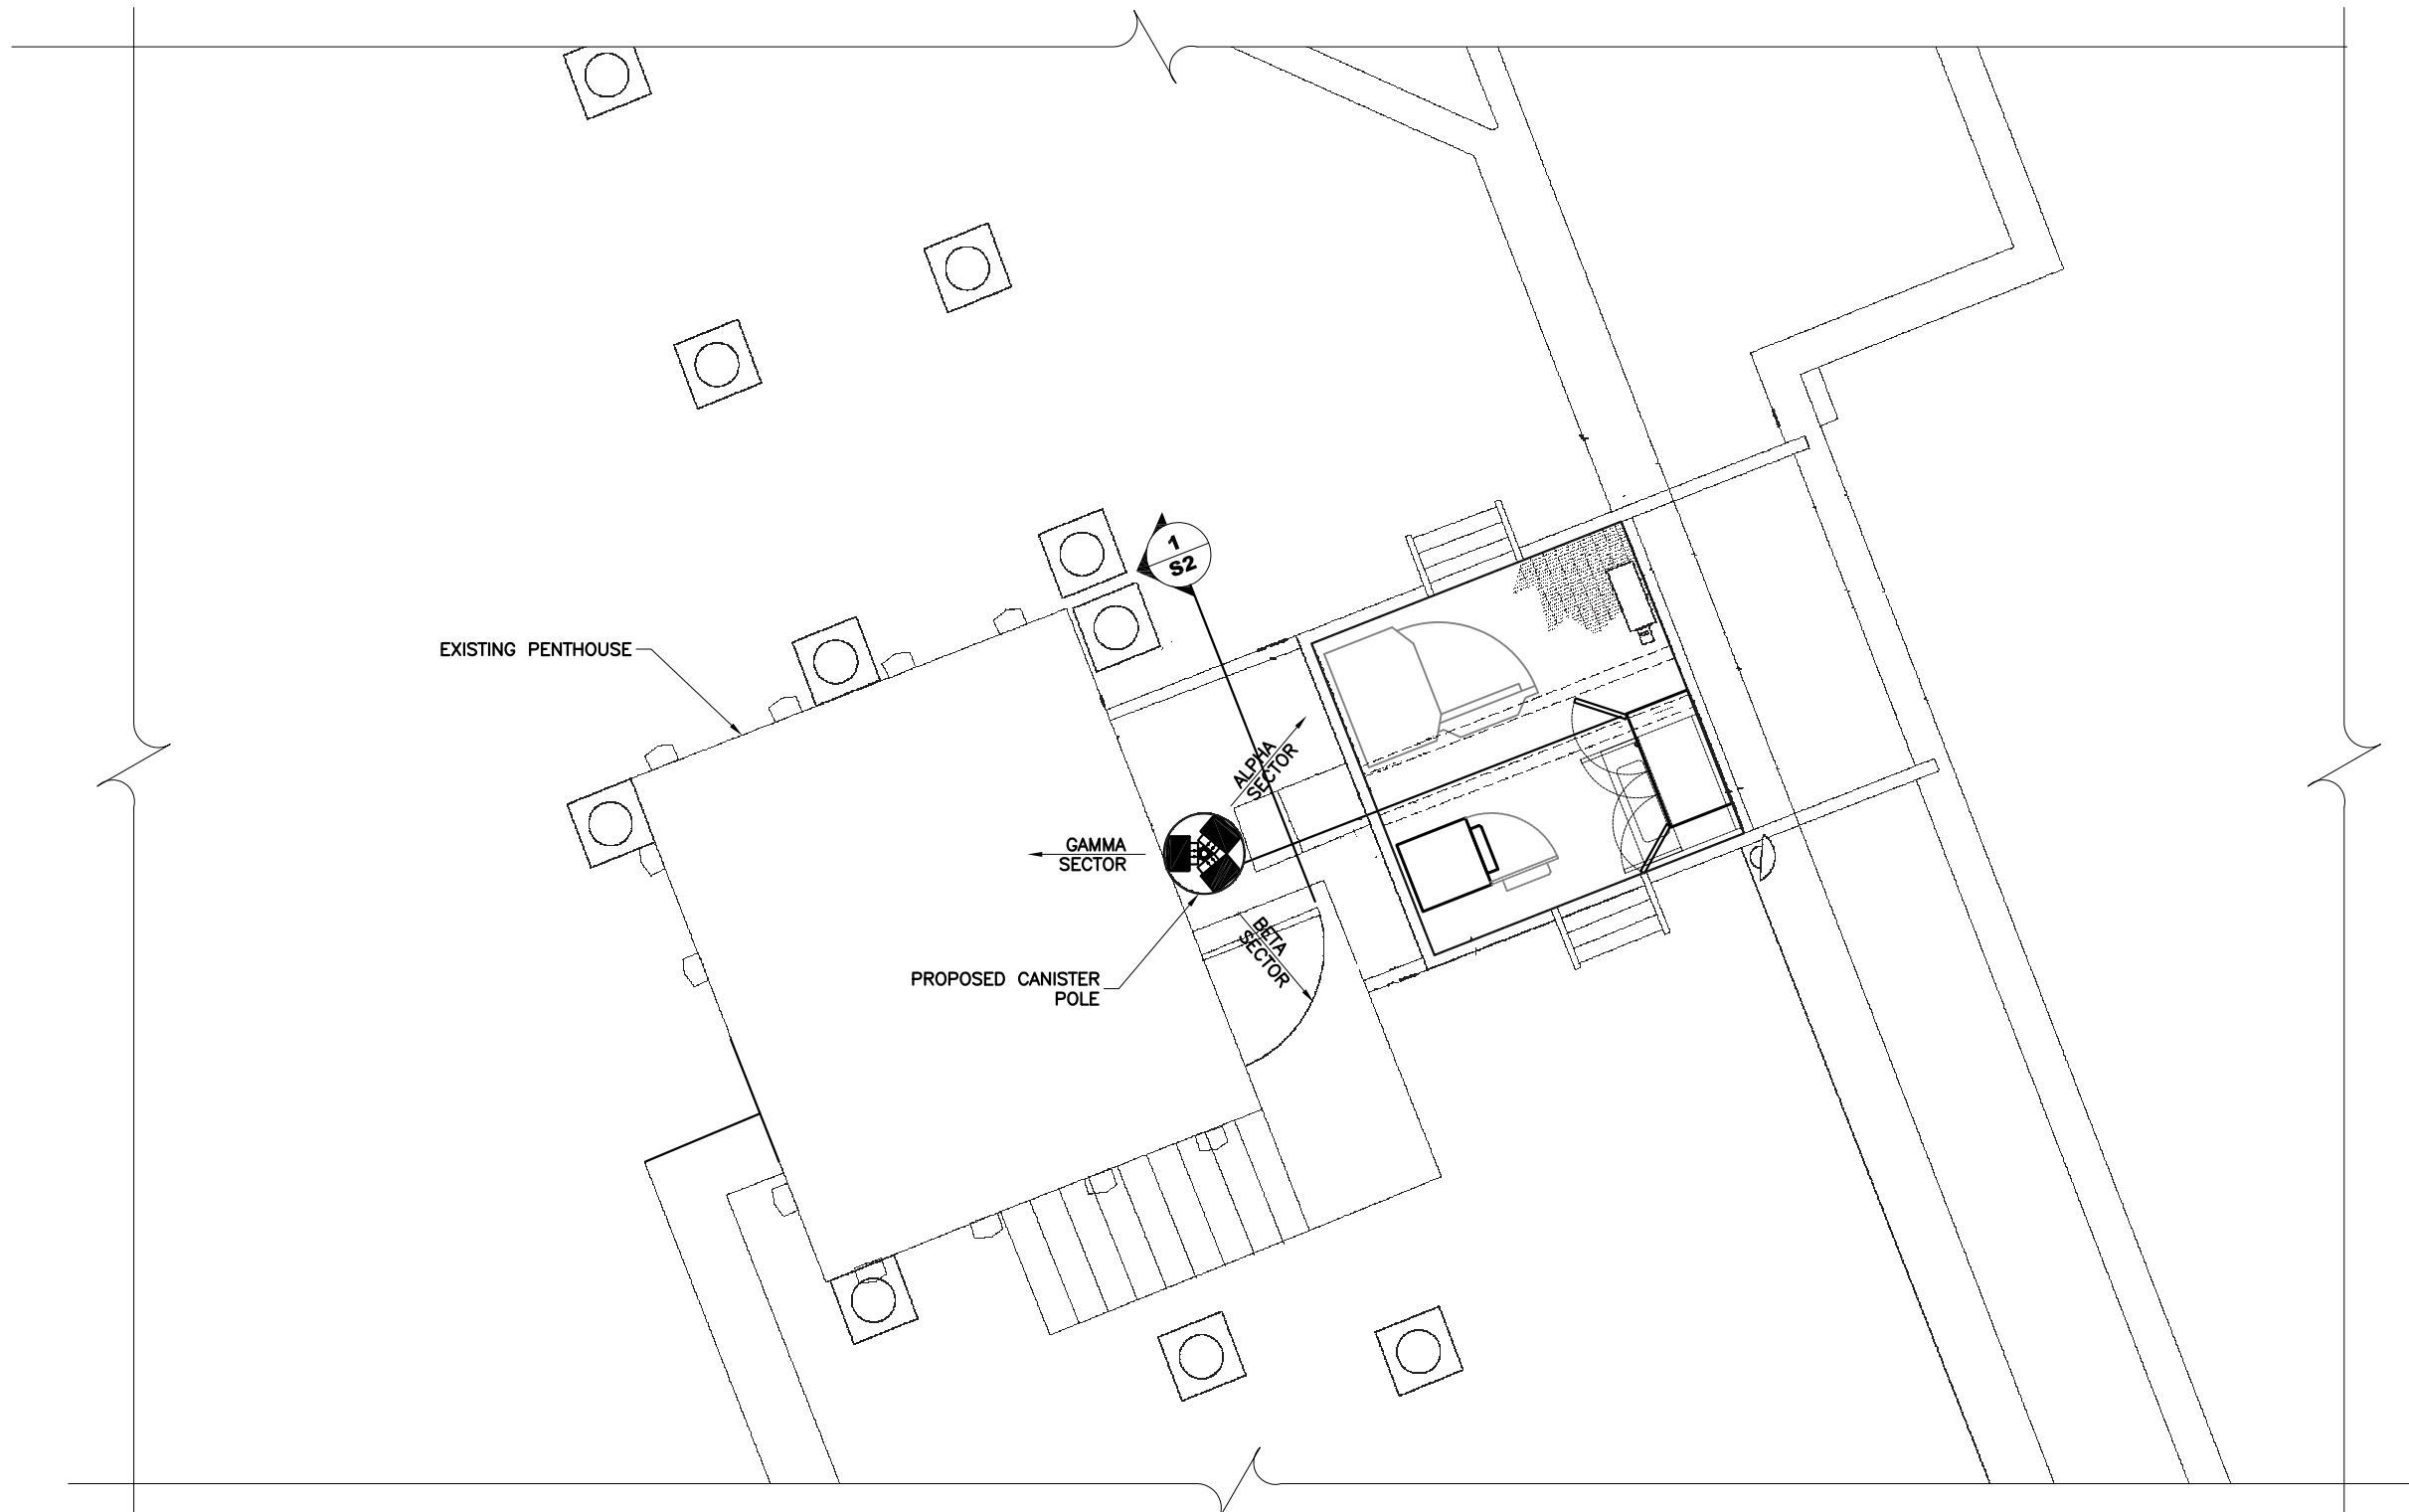 1
S2
EXISTING PENTHOUSE
ALPHA
SECTOR
GAMMA
SECTOR
BETA
SECTOR
PROPOSED CANISTER
POLE